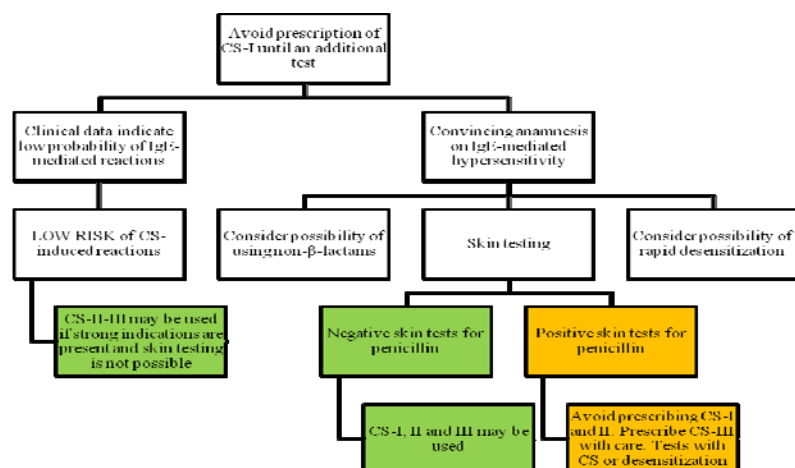 Avoid prescription of
CS-I until an additional
test
Clinical data indicate
low probability of IgE-
mediated reactions
Convincing anamnesis
on IgE-mediated
hypersensitivity
LOW RISK of CS-
induced reactions
Consider possibility of
using non-β-lactams
Skin testing
Consider possibility of
rapid desensitization
CS-II-III may be used
if strong indications are
present and skin testing
is not possible
Negative skin tests for
penicillin
Positive skin tests for
penicillin
CS-I, II and III may be
used
Avoid prescribing CS-I
and II. Prescribe CS-III
with care. Tests with
CS or desensitization